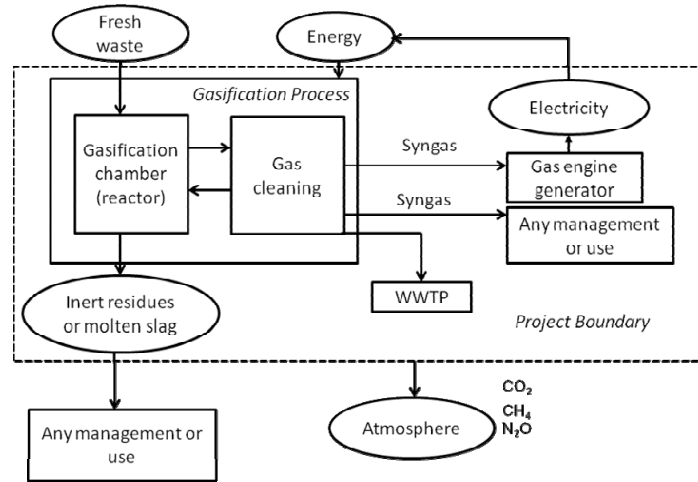 Fresh
waste
Energy
Gasification Process
Electricity
Gasification
chamber
(reactor)
Gas
cleaning
Syngas
Gas engine
generator
Syngas
Any management
or use
Inert residues
or molten slag
WWTP
Project Boundary
CO₂
CH₄
N₂O
Any management or
use
Atmosphere